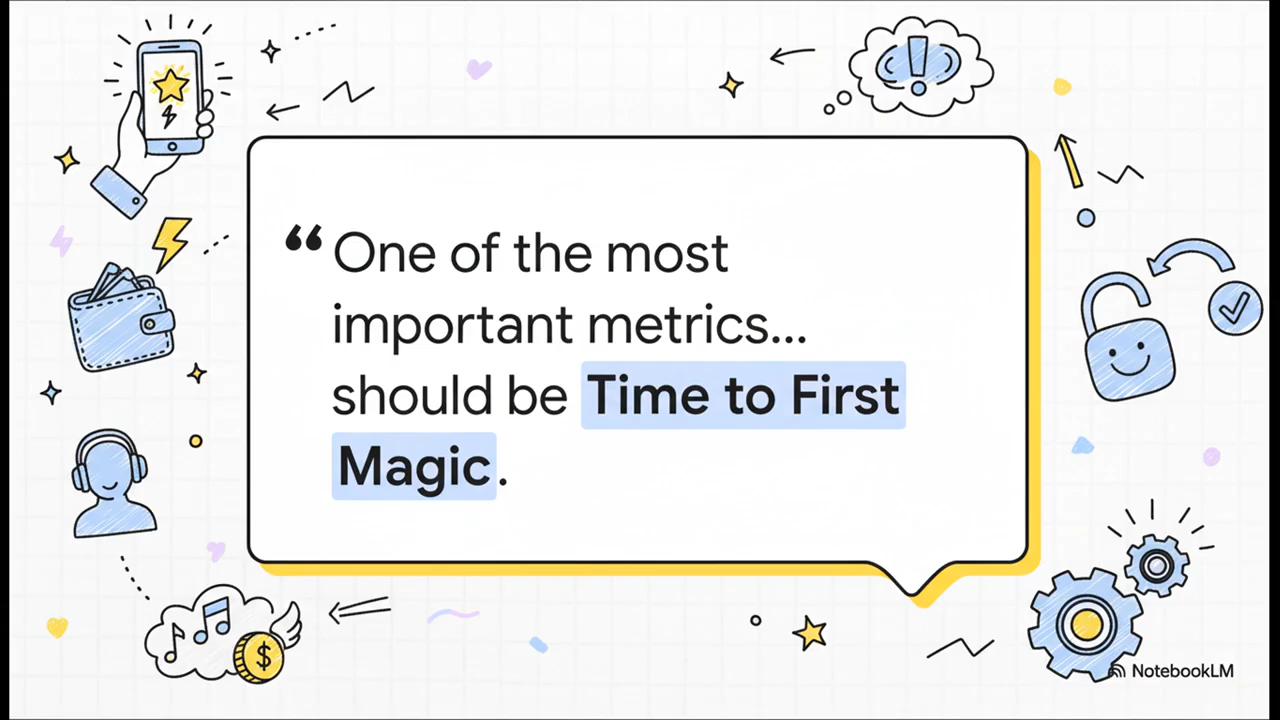 “One of the most
important metrics...
should be Time to First
Magic.
$
NotebookLM